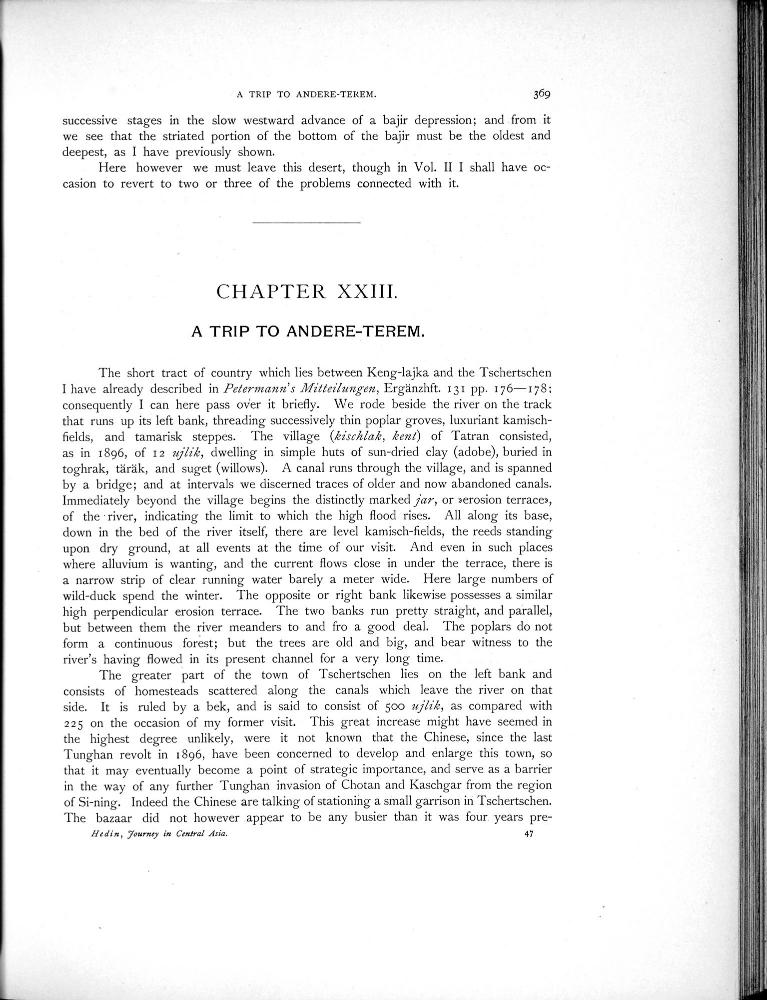 A TRIP TO ANDERE-TEREM. 369
successive stages in the slow westward advance of a bajir depression; and from it
we see that the striated portion of the bottom of the bajir must be the oldest and
deepest, as I have previously shown.
Here however we must leave this desert, though in Vol. II I shall have oc-
casion to revert to two or three of the problems connected with it.
CHAPTER XXIII.
A TRIP TO ANDERE-TEREM.
The short tract of country which lies between Keng-lajka and the Tschertschen
I have already described in Petermann's Mitteilungen, Ergänzhft. 131 pp. 176—178;
consequently I can here pass over it briefly. We rode beside the river on the track
that runs up its left bank, threading successively thin poplar groves, luxuriant kamisch-
fields, and tamarisk steppes. The village (kischlak, kent) of Tatran consisted,
as in 1896, of 12 ujlik, dwelling in simple huts of sun-dried clay (adobe), buried in
toghrak, täräk, and suget (willows). A canal runs through the village, and is spanned
by a bridge; and at intervals we discerned traces of older and now abandoned canals.
Immediately beyond the village begins the distinctly marked jar, or »erosion terrace»,
of the river, indicating the limit to which the high flood rises. All along its base,
down in the bed of the river itself, there are level kamisch-fields, the reeds standing
upon dry ground, at all events at the time of our visit. And even in such places
where alluvium is wanting, and the current flows close in under the terrace, there is
a narrow strip of clear running water barely a meter wide. Here large numbers of
wild-duck spend the winter. The opposite or right bank likewise possesses a similar
high perpendicular erosion terrace. The two banks run pretty straight, and parallel,
but between them the river meanders to and fro a good deal. The poplars do not
form a continuous forest; but the trees are old and big, and bear witness to the
river's having flowed in its present channel for a very long time.
The greater part of the town of Tschertschen lies on the left bank and
consists of homesteads scattered along the canals which leave the river on that
side. It is ruled by a bek, and is said to consist of 500 ujlik, as compared with
225 on the occasion of my former visit. This great increase might have seemed in
the highest degree unlikely, were it not known that the Chinese, since the last
Tunghan revolt in 1896, have been concerned to develop and enlarge this town, so
that it may eventually become a point of strategic importance, and serve as a barrier
in the way of any further Tunghan invasion of Chotan and Kaschgar from the region
of Si-ning. Indeed the Chinese are talking of stationing a small garrison in Tschertschen.
The bazaar did not however appear to be any busier than it was four years pre-
Hedin, Journey in Central Asia. 47